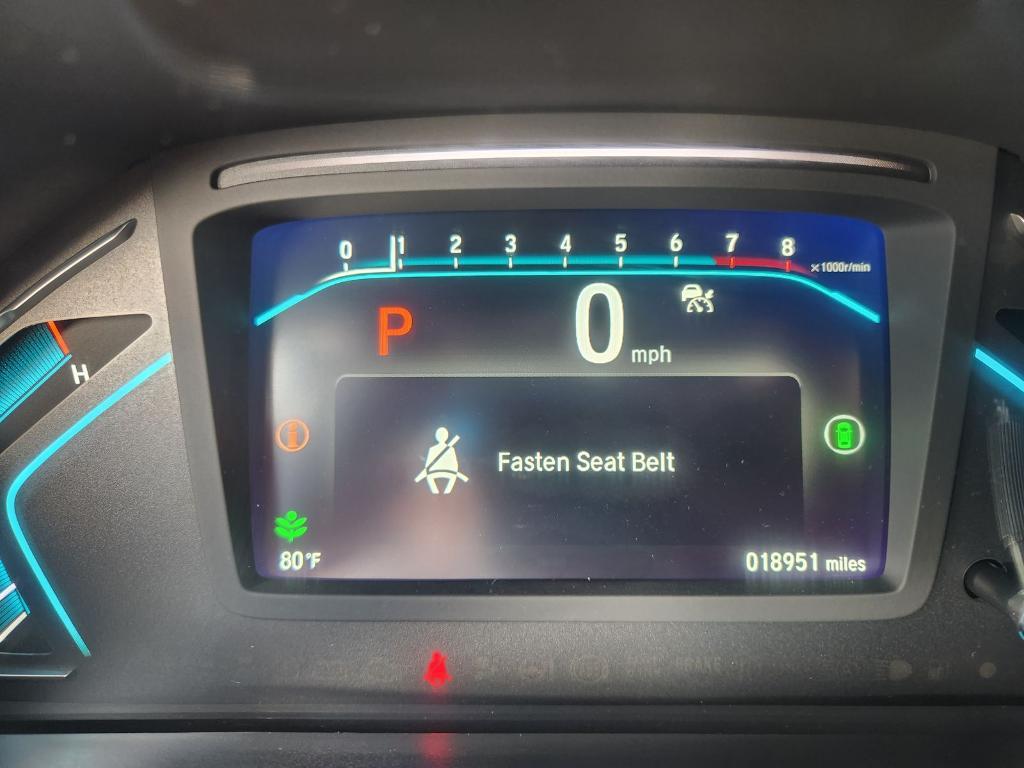 0 1 2 3 4 5 6 7 8
×1000r/min
P 0 mph
H
i
Fasten Seat Belt
80°F
018951 miles